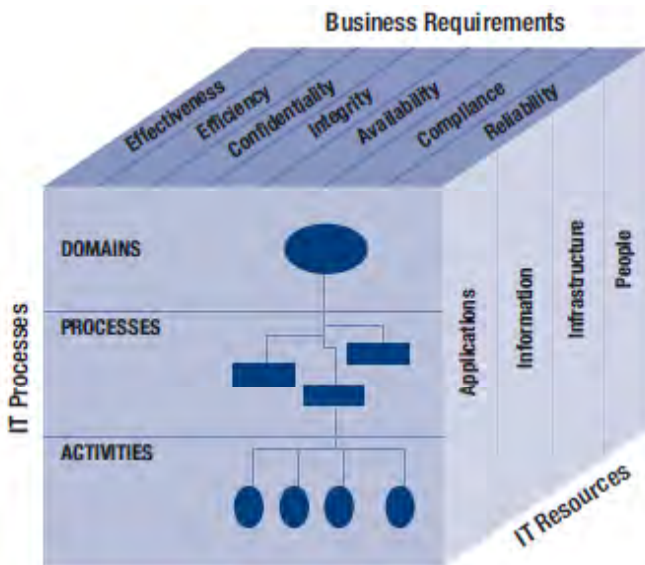 Business Requirements
Effectiveness
Efficiency
Confidentiality
Integrity
Availability
Compliance
Reliability
IT Processes
DOMAINS
PROCESSES
ACTIVITIES
Applications
Information
Infrastructure
People
IT Resources